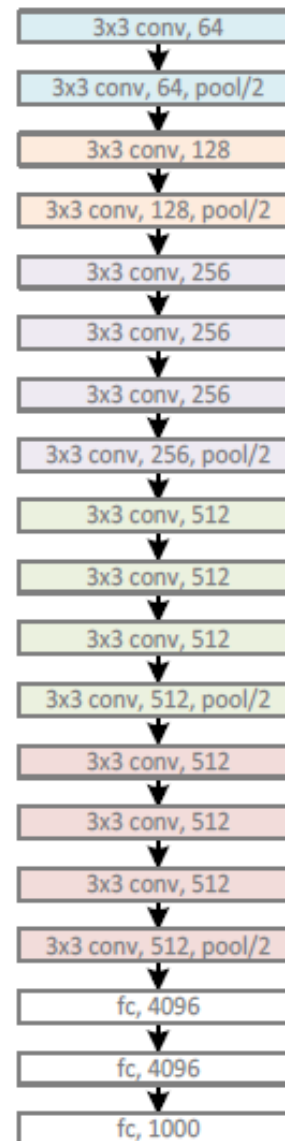 3x3 conv, 64
3x3 conv, 64, pool/2
3x3 conv, 128
3x3 conv, 128, pool/2
3x3 conv, 256
3x3 conv, 256
3x3 conv, 256
3x3 conv, 256, pool/2
3x3 conv, 512
3x3 conv, 512
3x3 conv, 512
3x3 conv, 512, pool/2
3x3 conv, 512
3x3 conv, 512
3x3 conv, 512
3x3 conv, 512, pool/2
fc, 4096
fc, 4096
fc, 1000